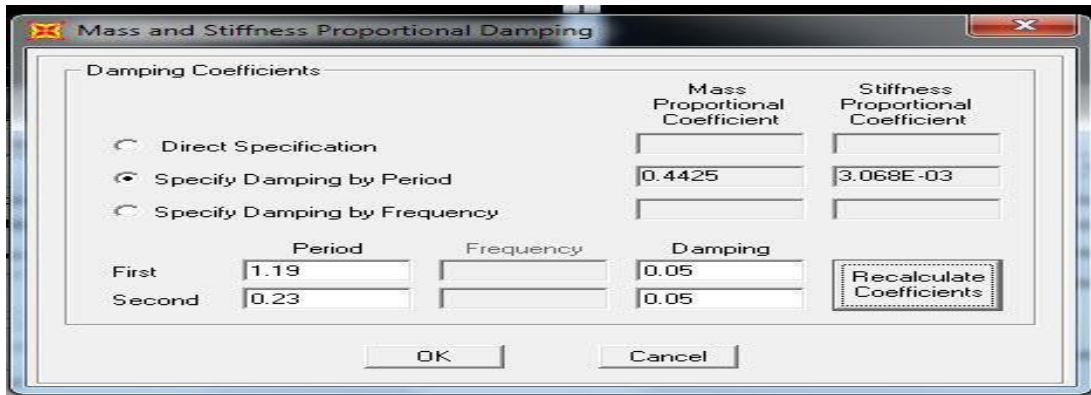 Mass and Stiffness Proportional Damping
Damping Coefficients
Mass Proportional Coefficient
Stiffness Proportional Coefficient
Direct Specification
Specify Damping by Period 0.4425 3.068E-03
Specify Damping by Frequency
Period Frequency Damping
First 1.19 0.05
Second 0.23 0.05
Recalculate Coefficients
OK Cancel